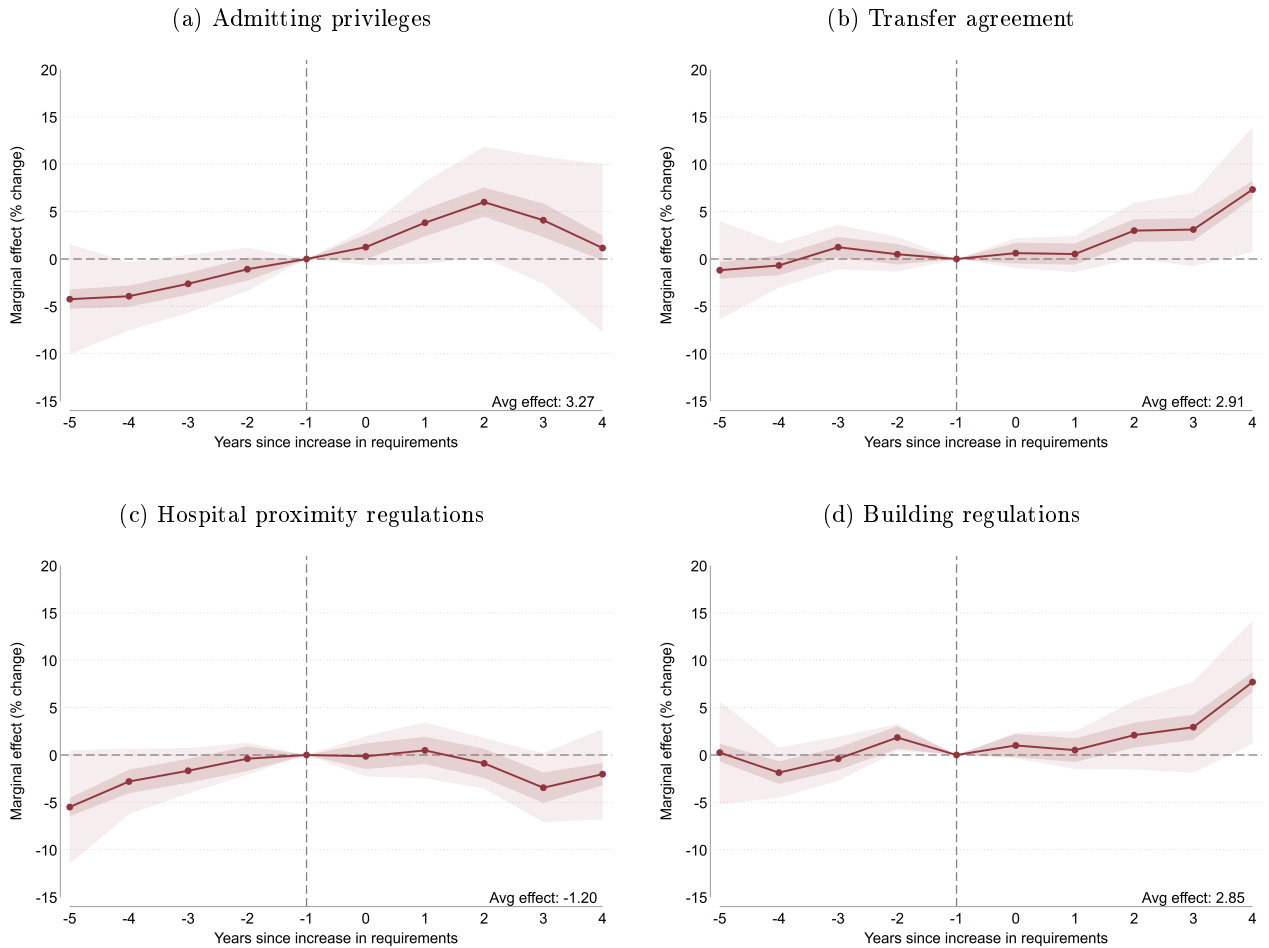 (a) Admitting privileges
Marginal effect (% change)
20
15
10
5
0
-5
-10
-15
Avg effect: 3.27
-5 -4 -3 -2 -1 0 1 2 3 4
Years since increase in requirements
(b) Transfer agreement
Marginal effect (% change)
20
15
10
5
0
-5
-10
-15
Avg effect: 2.91
-5 -4 -3 -2 -1 0 1 2 3 4
Years since increase in requirements
(c) Hospital proximity regulations
Marginal effect (% change)
20
15
10
5
0
-5
-10
-15
Avg effect: -1.20
-5 -4 -3 -2 -1 0 1 2 3 4
Years since increase in requirements
(d) Building regulations
Marginal effect (% change)
20
15
10
5
0
-5
-10
-15
Avg effect: 2.85
-5 -4 -3 -2 -1 0 1 2 3 4
Years since increase in requirements